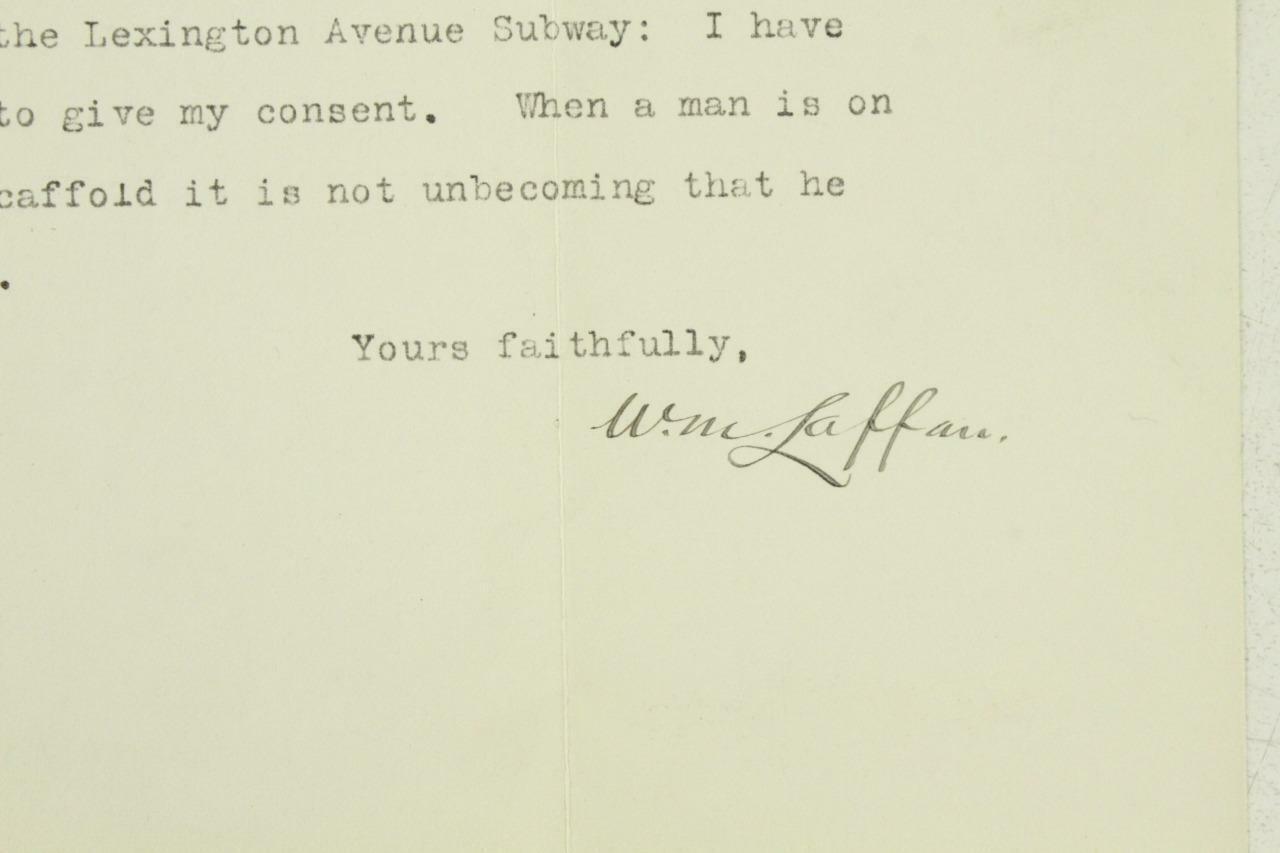 the Lexington Avenue Subway: I have
to give my consent. When a man is on
caffold it is not unbecoming that he
.
Yours faithfully,
W. M. Laffan.